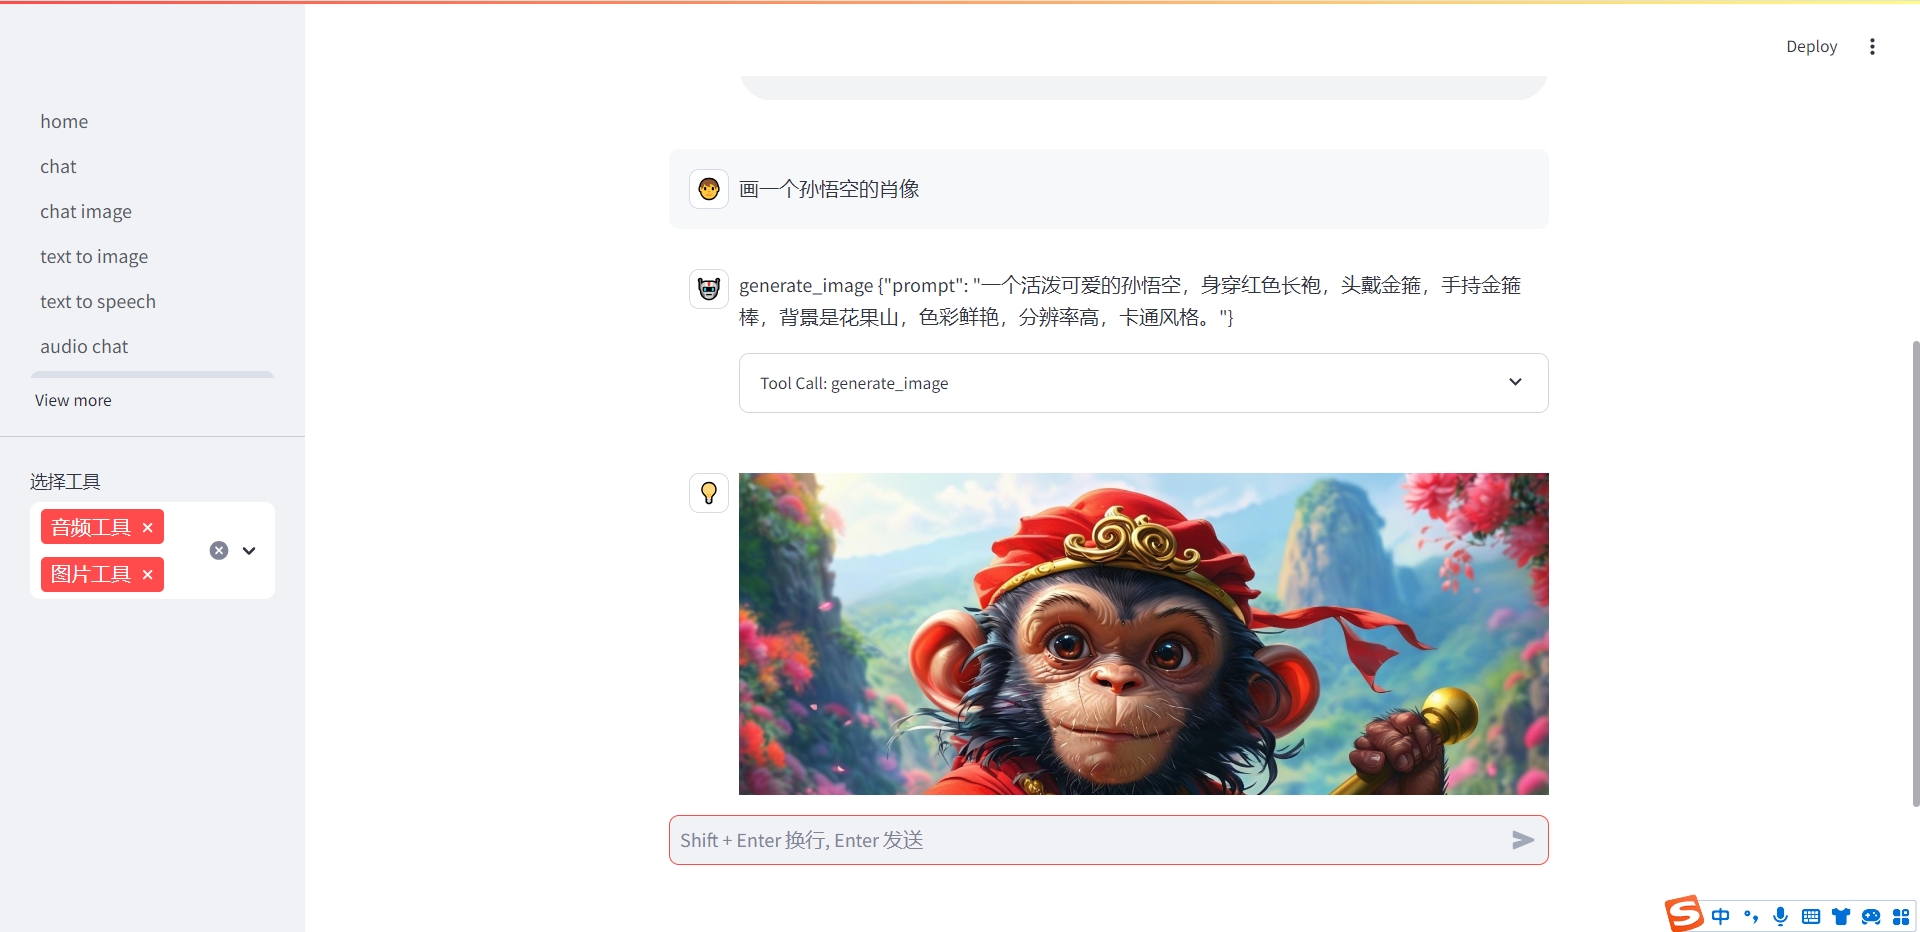 Deploy
home
chat
chat image
text to image
text to speech
audio chat
View more
选择工具
音频工具
图片工具
画一个孙悟空的肖像
generate_image {"prompt": "一个活泼可爱的孙悟空，身穿红色长袍，头戴金箍，手持金箍
棒，背景是花果山，色彩鲜艳，分辨率高，卡通风格。"}
Tool Call: generate_image
Shift + Enter 换行, Enter 发送
S 中